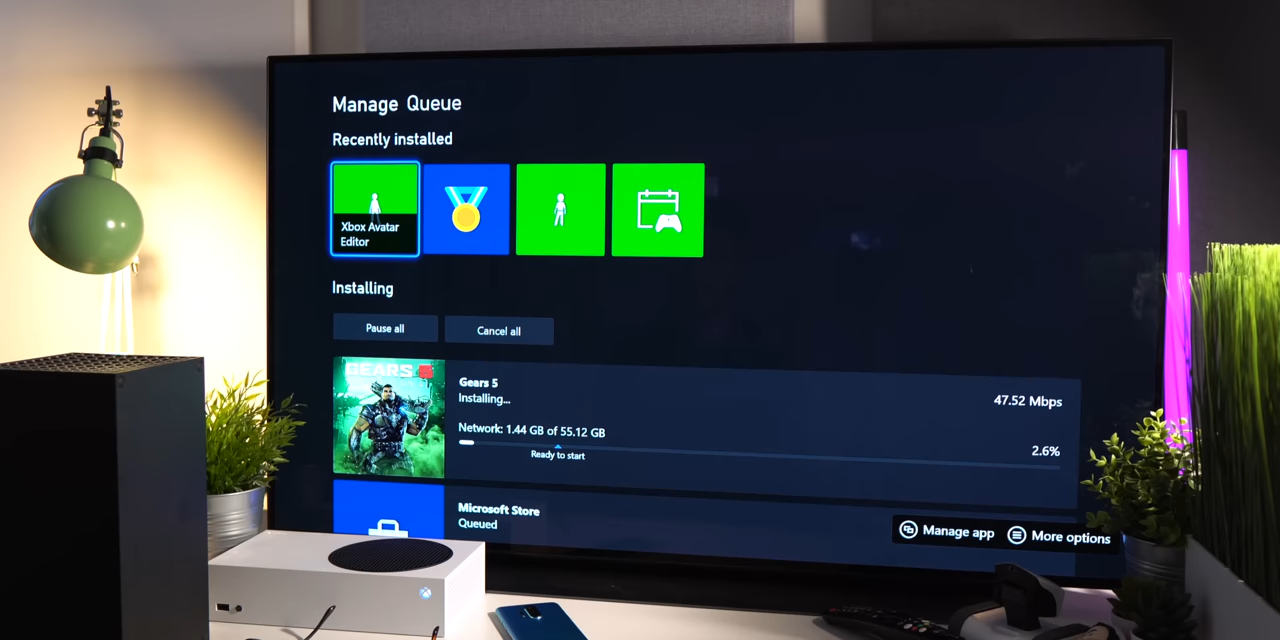 Manage Queue
Recently installed
Xbox Avatar
Editor
Installing
Pause all
Cancel all
GEARS 5
Gears 5
Installing...
47.52 Mbps
Network: 1.44 GB of 55.12 GB
2.6%
Ready to start
Microsoft Store
Queued
Manage app
More options